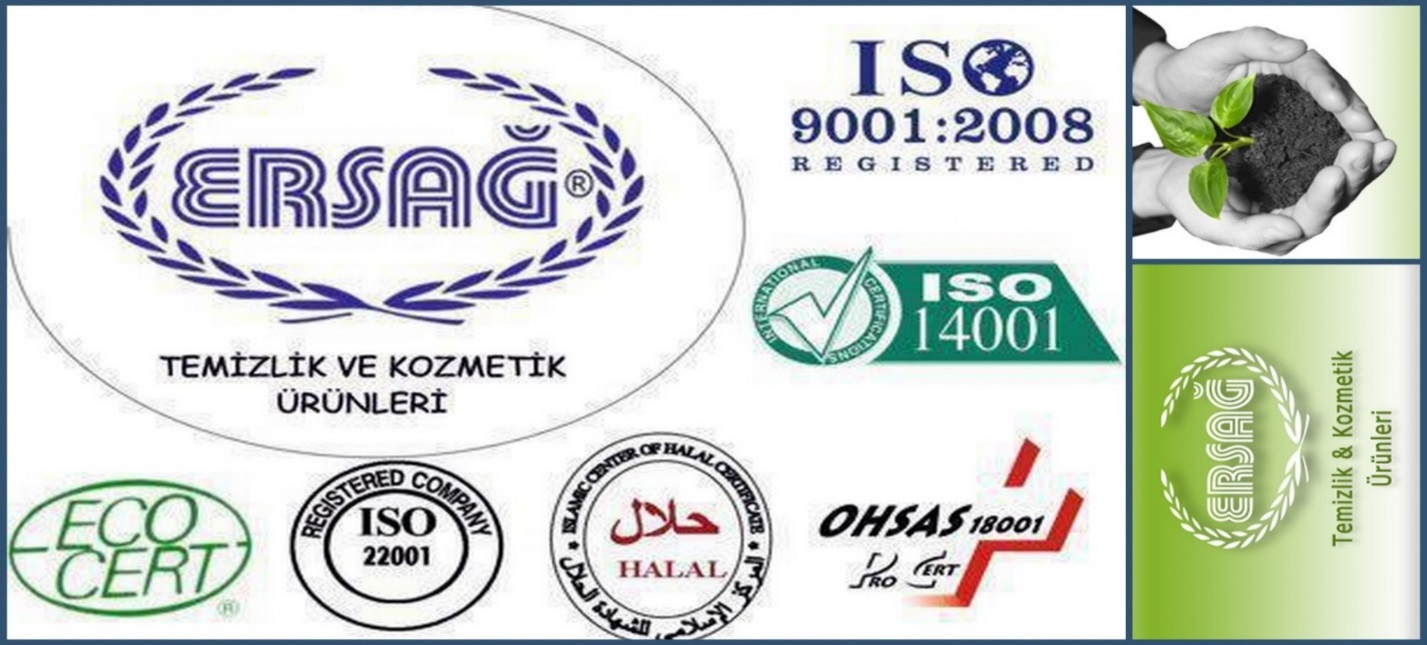 ERSAĞ®
TEMİZLİK VE KOZMETİK
ÜRÜNLERİ
ISO
9001:2008
REGISTERED
INTERNATIONAL
CERTIFICATIONS
ISO
14001
ECO
CERT
®
REGISTERED COMPANY
ISO
22001
ISLAMIC CENTER OF HALAL CERTIFICATE
حلال
HALAL
المركز الإسلامي للشهادة الحلال
OHSAS 18001
PRO CERT
ERSAĞ
Temizlik & Kozmetik
Ürünleri